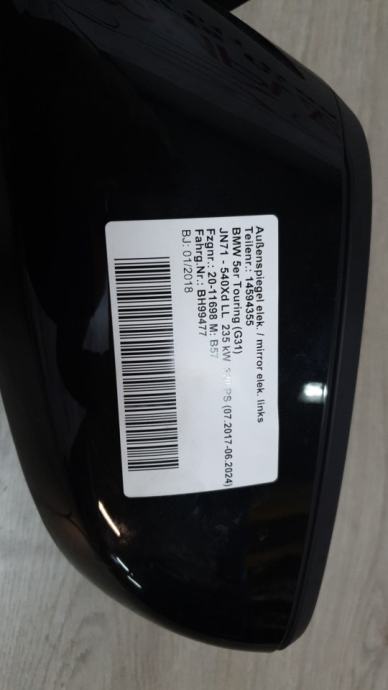 Außenspiegel elek. / mirror elek. links
Teilenr.: 14594355
BMW 5er Touring (G31)
JN71 - 540Xd LL 235 kW PS (07.2017-06.2024)
Fzgnr.: 20-11698 M: B57
Fahrg.Nr.: BH99477
BJ: 01/2018